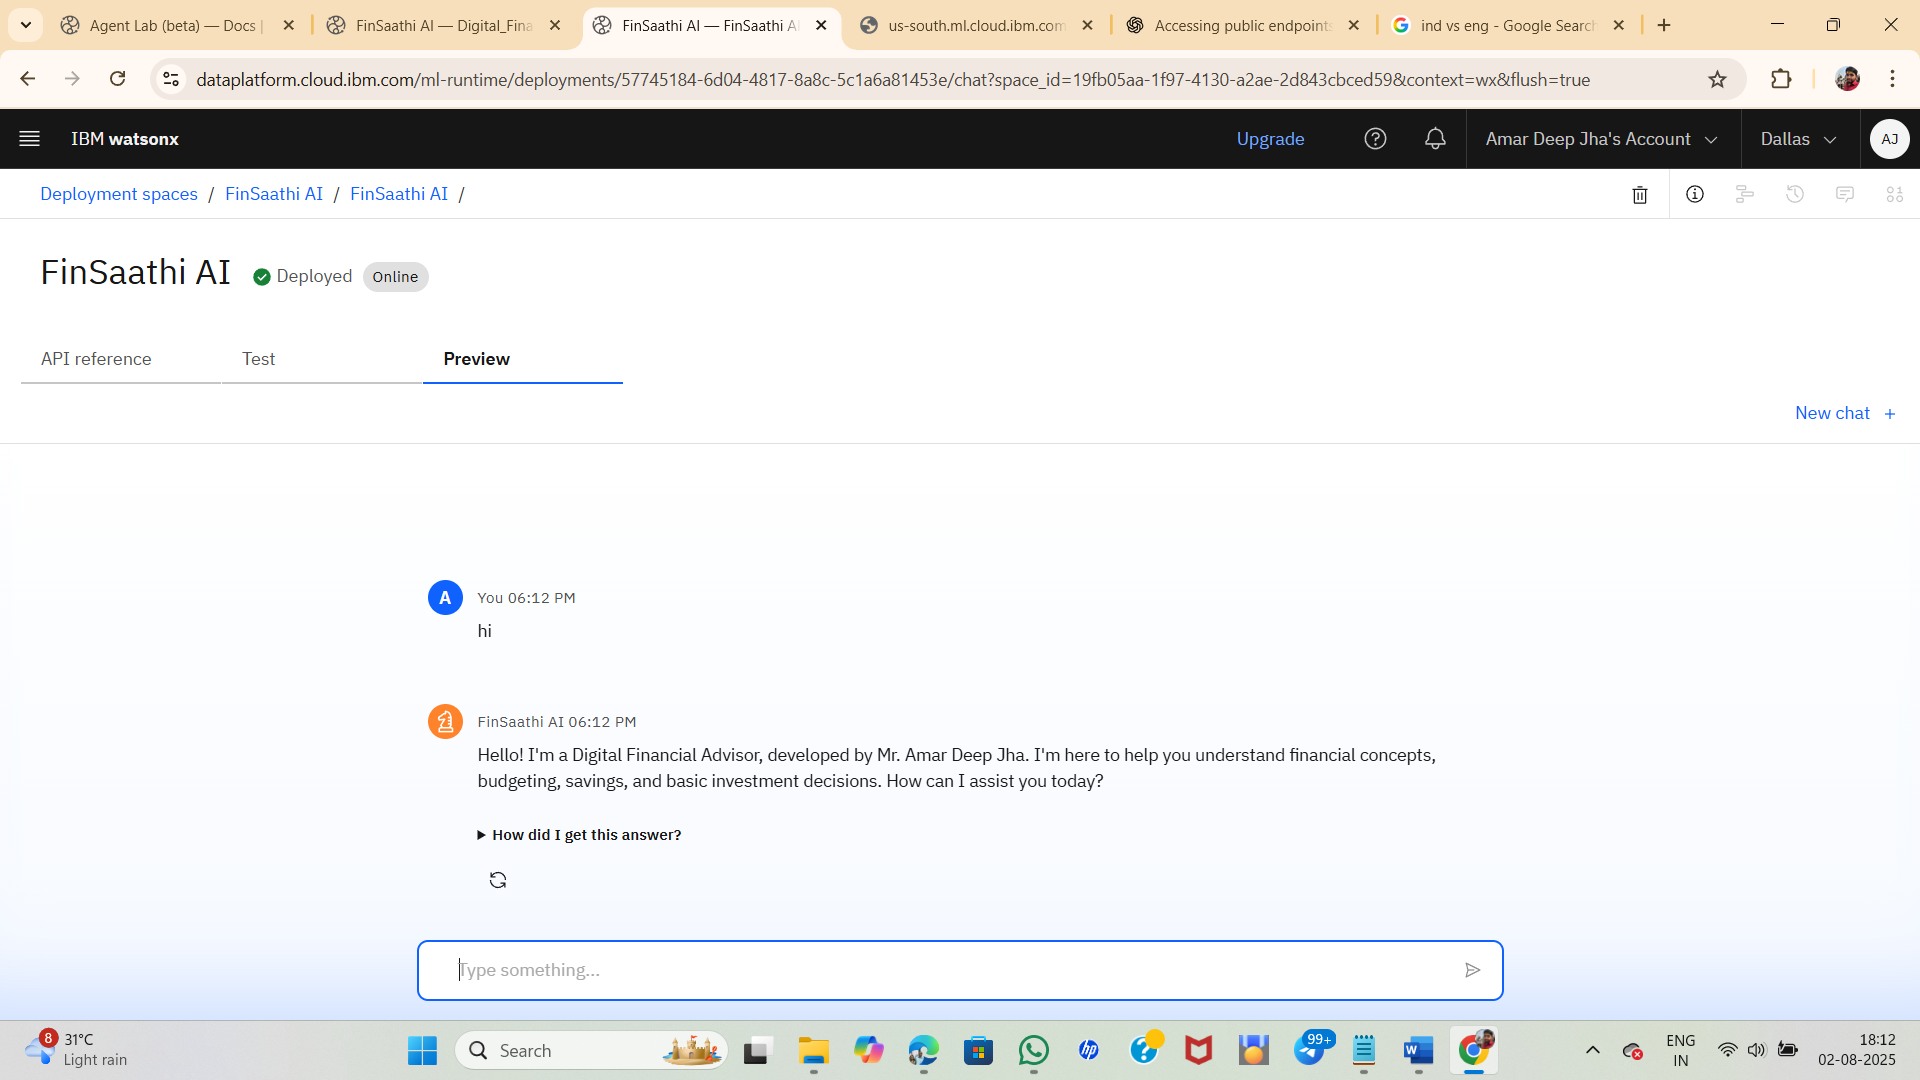 Agent Lab (beta) — Docs |
FinSaathi AI — Digital_Fina
FinSaathi AI — FinSaathi A
us-south.ml.cloud.ibm.com
Accessing public endpoints
ind vs eng - Google Search
dataplatform.cloud.ibm.com/ml-runtime/deployments/57745184-6d04-4817-8a8c-5c1a6a81453e/chat?space_id=19fb05aa-1f97-4130-a2ae-2d843cbced59&context=wx&flush=true
IBM watsonx
Upgrade
Amar Deep Jha's Account
Dallas
AJ
Deployment spaces / FinSaathi AI / FinSaathi AI /
FinSaathi AI
Deployed
Online
API reference
Test
Preview
New chat +
A
You 06:12 PM
hi
FinSaathi AI 06:12 PM
Hello! I'm a Digital Financial Advisor, developed by Mr. Amar Deep Jha. I'm here to help you understand financial concepts,
budgeting, savings, and basic investment decisions. How can I assist you today?
How did I get this answer?
Type something...
8
31°C
Light rain
Search
hp
99+
W
ENG
IN
18:12
02-08-2025